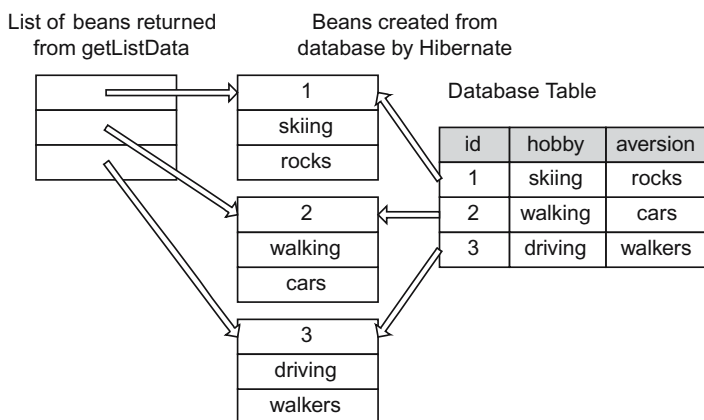 List of beans returned
from getListData
Beans created from
database by Hibernate
1
skiing
rocks
2
walking
cars
3
driving
walkers
Database Table
id hobby aversion
1 skiing rocks
2 walking cars
3 driving walkers